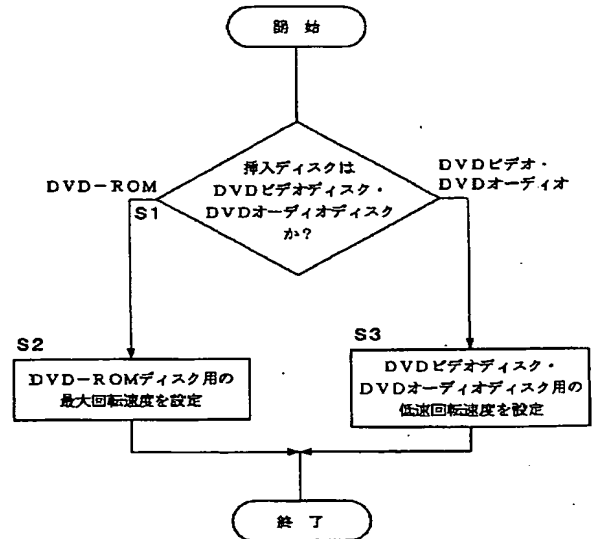 開 始
挿入ディスクは
DVDビデオディスク・
DVDオーディオディスク
か?
DVD-ROM
S1
DVDビデオ・
DVDオーディオ
S2
DVD-ROMディスク用の
最大回転速度を設定
S3
DVDビデオディスク・
DVDオーディオディスク用の
低速回転速度を設定
終 了